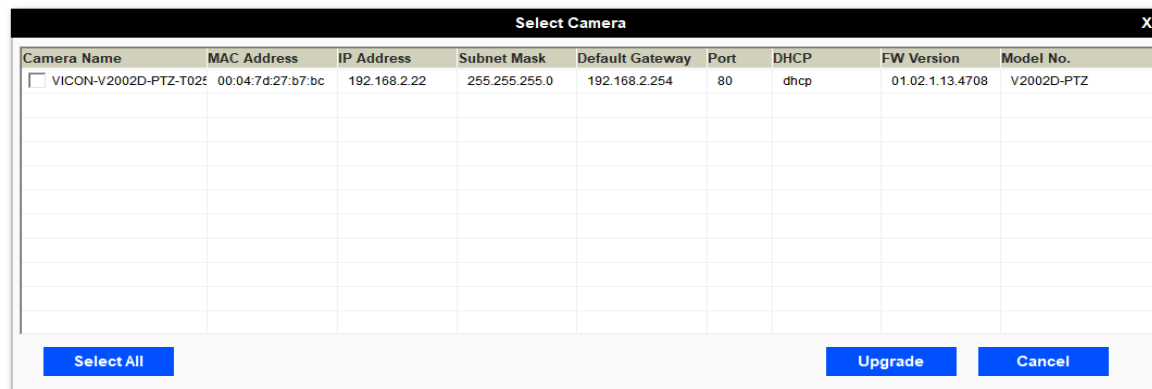 Select Camera X
Camera Name MAC Address IP Address Subnet Mask Default Gateway Port DHCP FW Version Model No.
VICON-V2002D-PTZ-T025 00:04:7d:27:b7:bc 192.168.2.22 255.255.255.0 192.168.2.254 80 dhcp 01.02.1.13.4708 V2002D-PTZ
Select All Upgrade Cancel